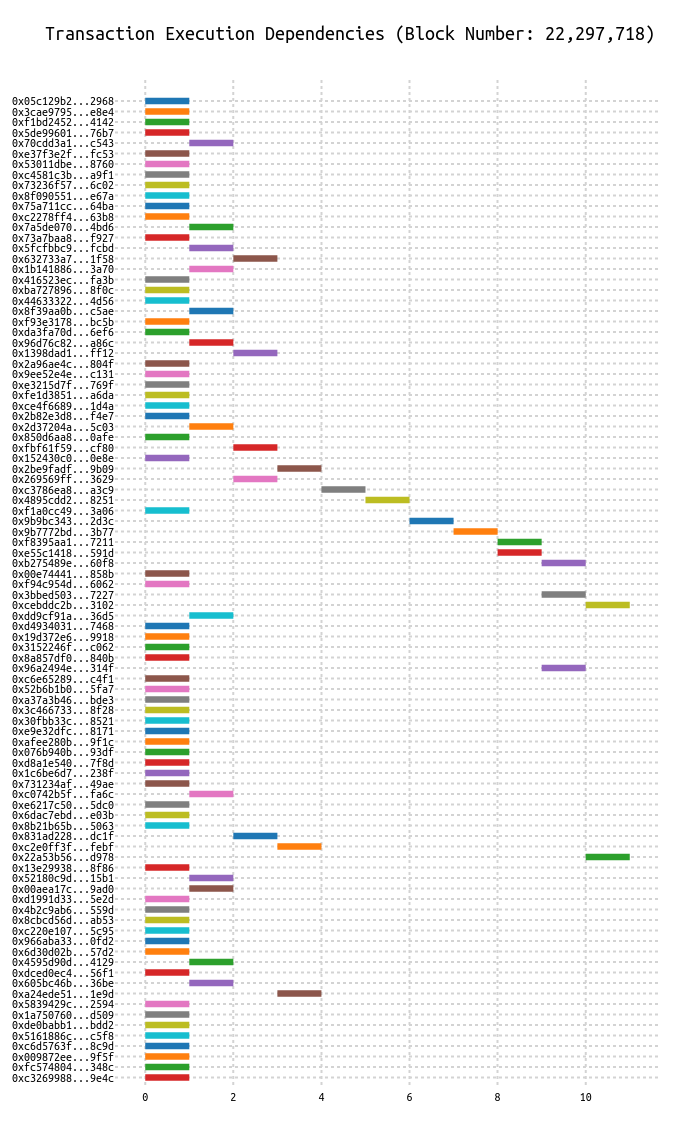 Transaction Execution Dependencies (Block Number: 22,297,718)
0x05c129b2...2968
0x3cae9795...e8e4
0xf1bd2452...4142
0x5de99601...76b7
0x70cdd3a1...c543
0xe37f3e2f...fc53
0x53011dbe...8760
0xc4581c3b...a9f1
0x73236f57...6c02
0x8f090551...e67a
0x75a711cc...64ba
0xc2278ff4...63b8
0x7a5de070...4bd6
0x73a7baa8...f927
0x5fcfbbc9...fcbd
0x632733a7...1f58
0x1b141886...3a70
0x416523ec...fa3b
0xba727896...8f0c
0x44633322...4d56
0x8f39aa0b...c5ae
0xf93e3178...bc5b
0xda3fa70d...6ef6
0x96d76c82...a86c
0x1398dad1...ff12
0x2a96ae4c...804f
0x9ee52e4e...c131
0xe3215d7f...769f
0xfe1d3851...a6da
0xce4f6689...1d4a
0x2b82e3d8...f4e7
0x2d37204a...5c03
0x850d6aa8...0afe
0xfbf61f59...cf80
0x152430c0...0e8e
0x2be9fadf...9b09
0x269569ff...3629
0xc3786ea8...a3c9
0x4895cdd2...8251
0xf1a0cc49...3a06
0x9b9bc343...2d3c
0x9b7772bd...3b77
0xf8395aa1...7211
0xe55c1418...591d
0xb275489e...60f8
0x00e74441...858b
0xf94c954d...6062
0x3bbed503...7227
0xcebddc2b...3102
0xdd9cf91a...36d5
0xd4934031...7468
0x19d372e6...9918
0x3152246f...c062
0x8a857df0...840b
0x96a2494e...314f
0xc6e65289...c4f1
0x52b6b1b0...5fa7
0xa37a3b46...bde3
0x3c466733...8f28
0x30fbb33c...8521
0xe9e32dfc...8171
0xafee280b...9f1c
0x076b940b...93df
0xd8a1e540...7f8d
0x1c6be6d7...238f
0x731234af...49ae
0xc0742b5f...fa6c
0xe6217c50...5dc0
0x6dac7ebd...e03b
0x8b21b65b...5063
0x831ad228...dc1f
0xc2e0ff3f...febf
0x22a53b56...d978
0x13e29938...8f86
0x52180c9d...15b1
0x00aea17c...9ad0
0xd1991d33...5e2d
0x4b2c9ab6...559d
0x8cbcd56d...ab53
0xc220e107...5c95
0x966aba33...0fd2
0x6d30d02b...57d2
0x4595d90d...4129
0xdced0ec4...56f1
0x605bc46b...36be
0xa24ede51...1e9d
0x5839429c...2594
0x1a750760...d509
0xde0babb1...bdd2
0x5161886c...c5f8
0xc6d5763f...8c9d
0x009872ee...9f5f
0xfc574804...348c
0xc3269988...9e4c
0 2 4 6 8 10